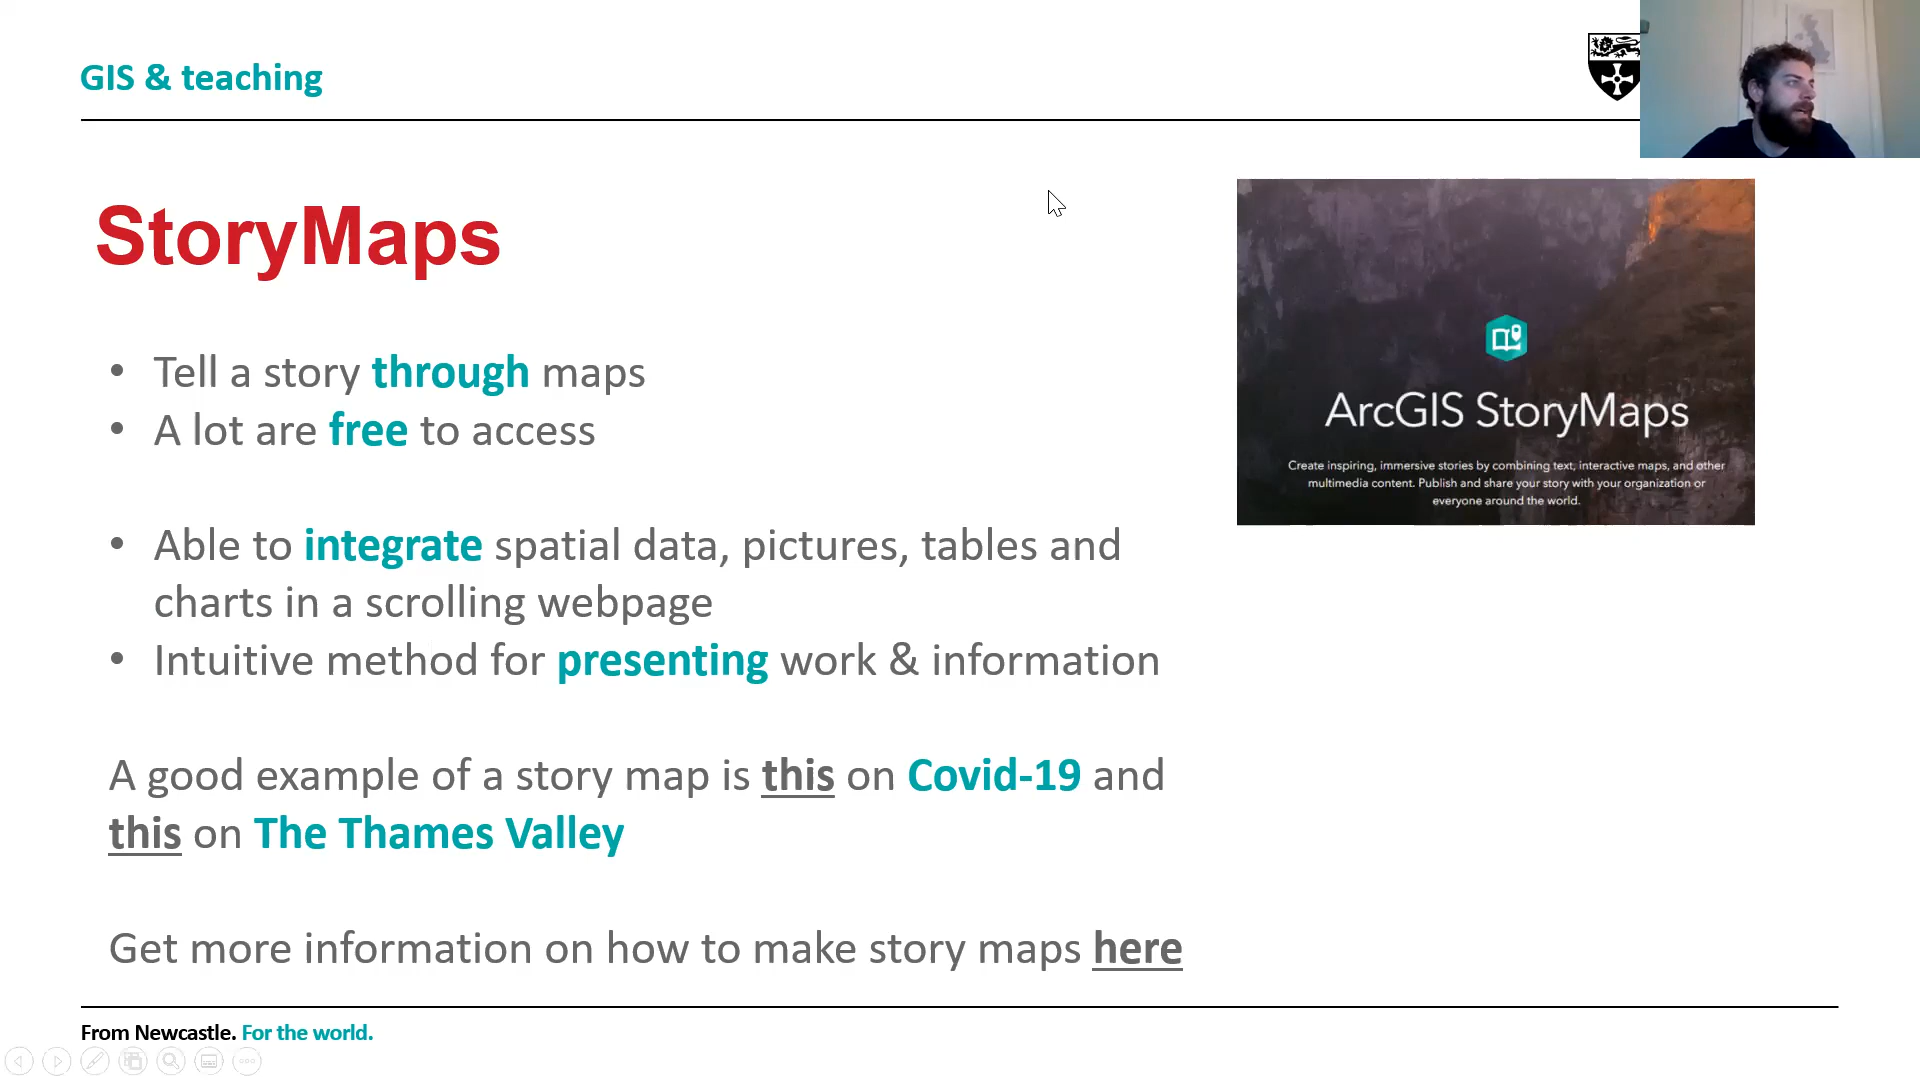 GIS & teaching
StoryMaps
• Tell a story through maps
• A lot are free to access
• Able to integrate spatial data, pictures, tables and
charts in a scrolling webpage
• Intuitive method for presenting work & information
A good example of a story map is this on Covid-19 and
this on The Thames Valley
Get more information on how to make story maps here
ArcGIS StoryMaps
Create inspiring, immersive stories by combining text, interactive maps, and other
multimedia content. Publish and share your story with your organization or
everyone around the world.
From Newcastle. For the world.